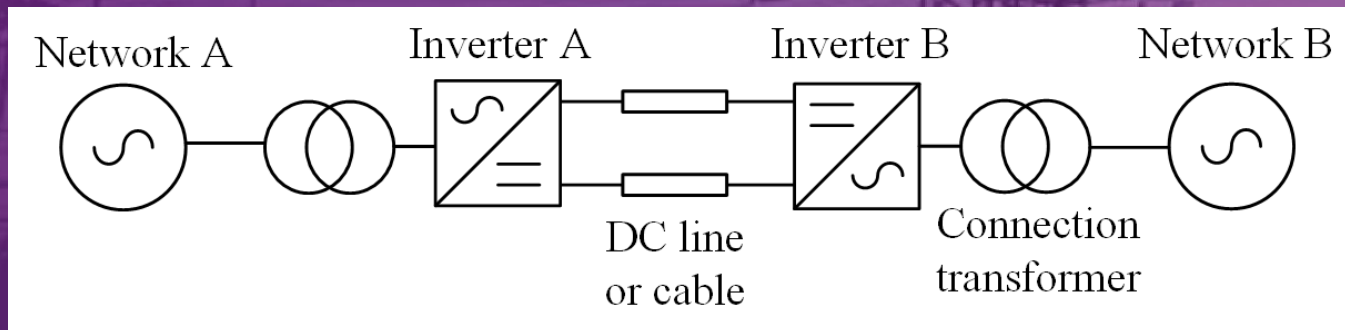 Network A
Inverter A
Inverter B
Network B
DC line
or cable
Connection
transformer